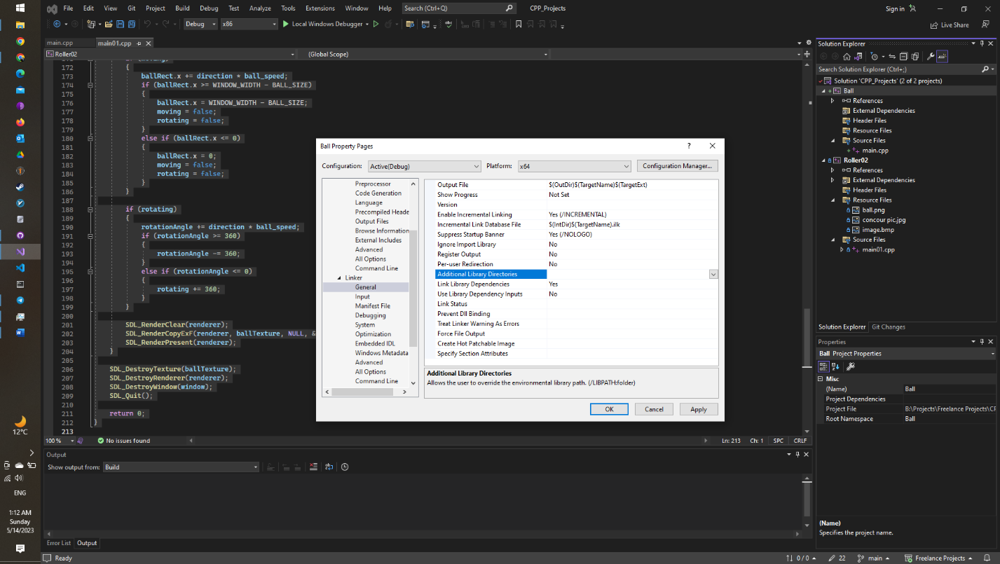 File Edit View Git Project Build Debug Test Analyze Tools Extensions Window Help Search (Ctrl+Q) CPP_Projects Sign in
Debug x86 Local Windows Debugger Live Share
main.cpp main01.cpp
Roller02 (Global Scope)
172 {
173 ballRect.x += direction * ball_speed;
174 if (ballRect.x >= WINDOW_WIDTH - BALL_SIZE)
175 {
176 ballRect.x = WINDOW_WIDTH - BALL_SIZE;
177 moving = false;
178 rotating = false;
179 }
180 else if (ballRect.x <= 0)
181 {
182 ballRect.x = 0;
183 moving = false;
184 rotating = false;
185 }
186 }
187
188 if (rotating)
189 {
190 rotationAngle += direction * ball_speed;
191 if (rotationAngle >= 360)
192 {
193 rotationAngle -= 360;
194 }
195 else if (rotationAngle <= 0)
196 {
197 rotating += 360;
198 }
199 }
200
201 SDL_RenderClear(renderer);
202 SDL_RenderCopyExF(renderer, ballTexture, NULL, &
203 SDL_RenderPresent(renderer);
204 }
205
206 SDL_DestroyTexture(ballTexture);
207 SDL_DestroyRenderer(renderer);
208 SDL_DestroyWindow(window);
209 SDL_Quit();
210
211 return 0;
212 }
213
100 % No issues found Ln: 213 Ch: 1 SPC CRLF
Ball Property Pages
Configuration: Active(Debug) Platform: x64 Configuration Manager...
Preprocessor
Code Generation
Language
Precompiled Heade
Output Files
Browse Information
External Includes
Advanced
All Options
Command Line
Linker
General
Input
Manifest File
Debugging
System
Optimization
Embedded IDL
Windows Metadata
Advanced
All Options
Command Line
Output File $(OutDir)$(TargetName)$(TargetExt)
Show Progress Not Set
Version
Enable Incremental Linking Yes (/INCREMENTAL)
Incremental Link Database File $(IntDir)$(TargetName).ilk
Suppress Startup Banner Yes (/NOLOGO)
Ignore Import Library No
Register Output No
Per-user Redirection No
Additional Library Directories
Link Library Dependencies Yes
Use Library Dependency Inputs No
Link Status
Prevent Dll Binding
Treat Linker Warning As Errors
Force File Output
Create Hot Patchable Image
Specify Section Attributes
Additional Library Directories
Allows the user to override the environmental library path. (/LIBPATH:folder)
OK Cancel Apply
Solution Explorer
Search Solution Explorer (Ctrl+;)
Solution 'CPP_Projects' (2 of 2 projects)
Ball
References
External Dependencies
Header Files
Resource Files
Source Files
main.cpp
Roller02
References
External Dependencies
Header Files
Resource Files
ball.png
concour pic.jpg
image.bmp
Source Files
main01.cpp
Solution Explorer Git Changes
Properties
Ball Project Properties
Misc
(Name) Ball
Project Dependencies
Project File B:\Projects\Freelance Projects\CP
Root Namespace Ball
(Name)
Specifies the project name.
Output
Show output from: Build
Error List Output
Ready 0 / 0 22 main Freelance Projects
12°C
ENG
1:12 AM
Sunday
5/14/2023